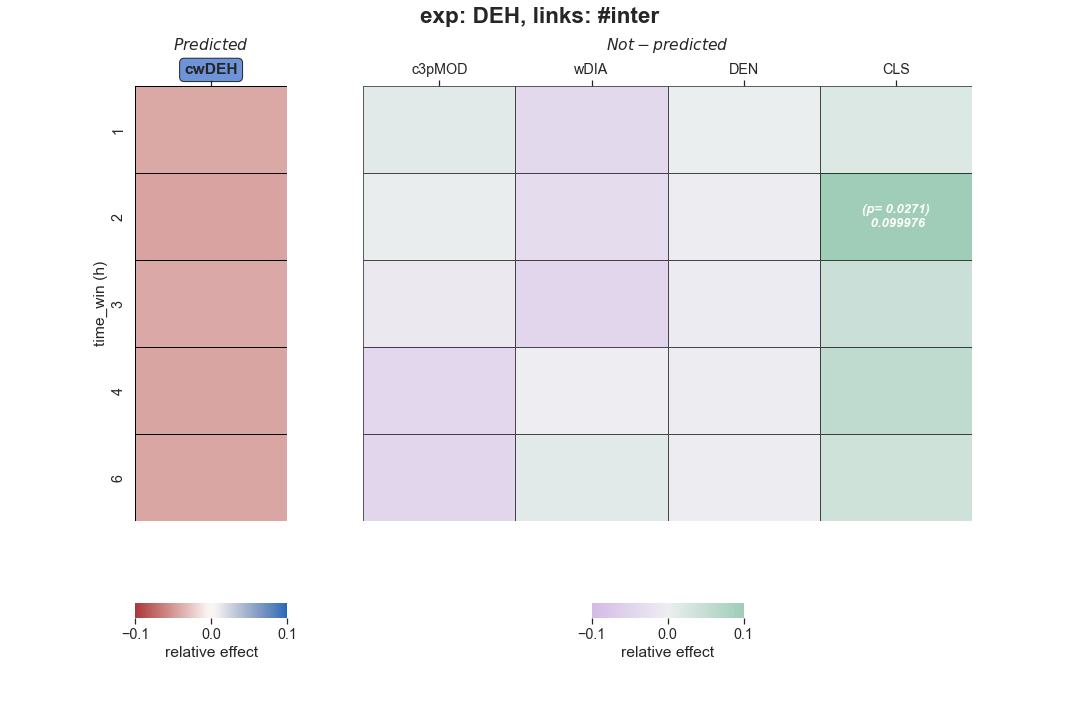 exp: DEH, links: #inter
Predicted
Not − predicted
cwDEH
c3pMOD
wDIA
DEN
CLS
time_win (h)
1
2
3
4
6
(p= 0.0271)
0.099976
−0.1 0.0 0.1
relative effect
−0.1 0.0 0.1
relative effect